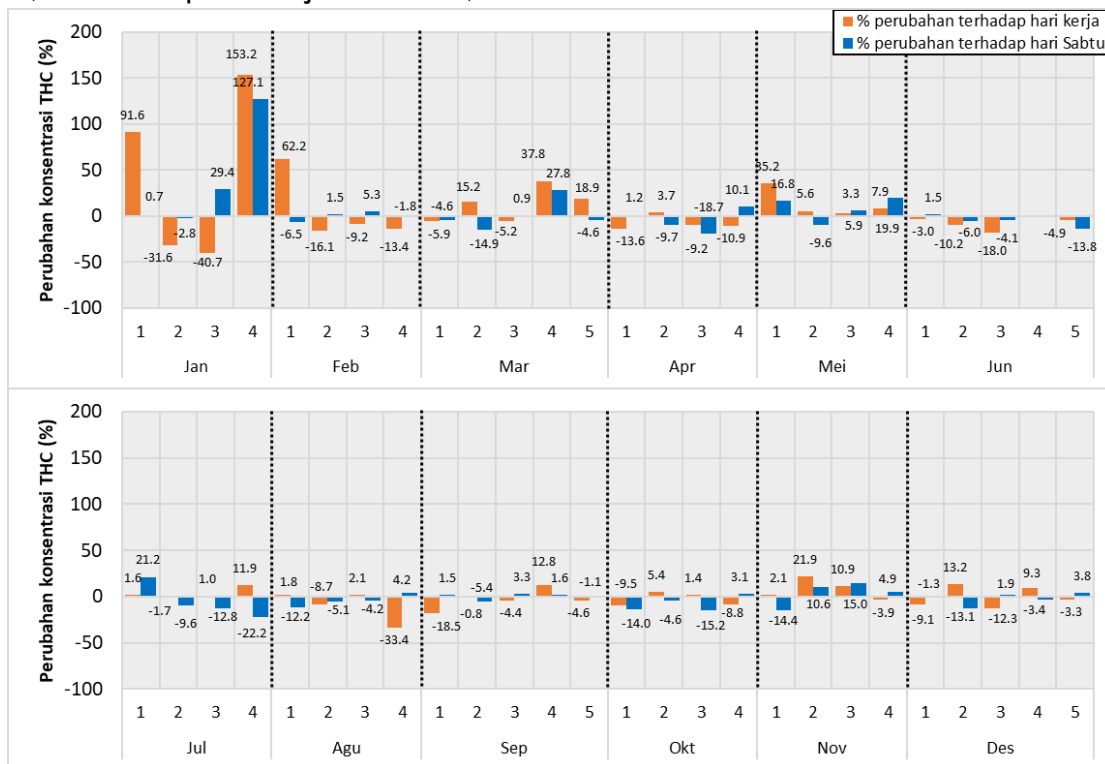 % perubahan terhadap hari kerja
% perubahan terhadap hari Sabtu
Perubahan konsentrasi THC (%)
200
150
100
50
0
-50
-100
91.6 0.7 -31.6 -2.8 -40.7 29.4 153.2 127.1
62.2 -6.5 -16.1 1.5 -9.2 5.3 -13.4 -1.8
-5.9 -4.6 15.2 -14.9 -5.2 0.9 37.8 27.8 18.9 -4.6
-13.6 1.2 3.7 -9.7 -9.2 -18.7 -10.9 10.1
35.2 16.8 5.6 -9.6 3.3 5.9 7.9 19.9
-3.0 1.5 -10.2 -6.0 -18.0 -4.1 -4.9 -13.8
1 2 3 4 1 2 3 4 1 2 3 4 5 1 2 3 4 1 2 3 4 1 2 3 4 5
Jan Feb Mar Apr Mei Jun
Perubahan konsentrasi THC (%)
200
150
100
50
0
-50
-100
1.6 21.2 -1.7 -9.6 1.0 -12.8 11.9 -22.2
1.8 -12.2 -8.7 -5.1 2.1 -4.2 -33.4 4.2
-18.5 1.5 -0.8 -5.4 -4.4 3.3 12.8 1.6 -4.6 -1.1
-9.5 -14.0 5.4 -4.6 1.4 -15.2 -8.8 3.1
2.1 -14.4 21.9 10.6 10.9 15.0 -3.9 4.9
-9.1 -1.3 13.2 -13.1 -12.3 1.9 9.3 -3.4 -3.3 3.8
1 2 3 4 1 2 3 4 1 2 3 4 5 1 2 3 4 1 2 3 4 1 2 3 4 5
Jul Agu Sep Okt Nov Des